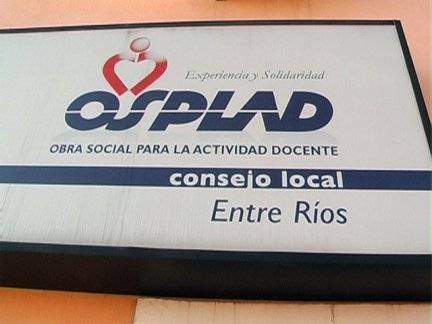 Experiencia y Solidaridad
OSPLAD
OBRA SOCIAL PARA LA ACTIVIDAD DOCENTE
consejo local
Entre Ríos